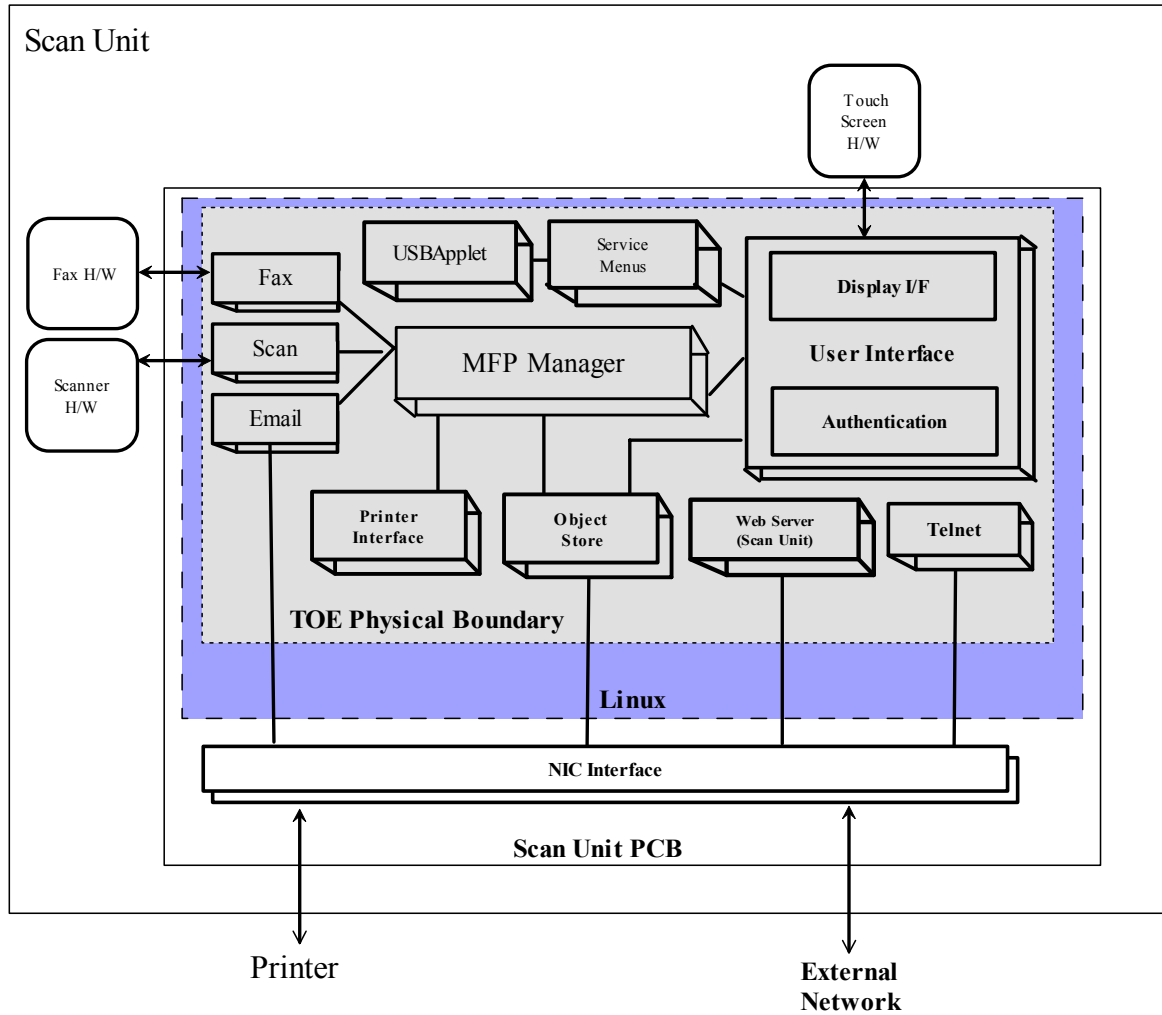 Scan Unit
Touch
Screen
H/W
Fax H/W
Scanner
H/W
Fax
Scan
Email
USBApplet
Service
Menus
MFP Manager
Display I/F
User Interface
Authentication
Printer
Interface
Object
Store
Web Server
(Scan Unit)
Telnet
TOE Physical Boundary
Linux
NIC Interface
Scan Unit PCB
Printer
External
Network